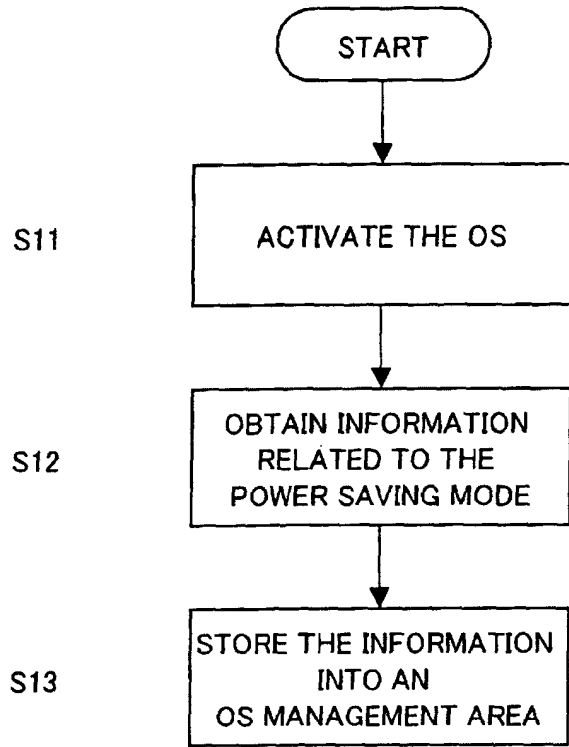 START
S11
ACTIVATE THE OS
S12
OBTAIN INFORMATION
RELATED TO THE
POWER SAVING MODE
S13
STORE THE INFORMATION
INTO AN
OS MANAGEMENT AREA